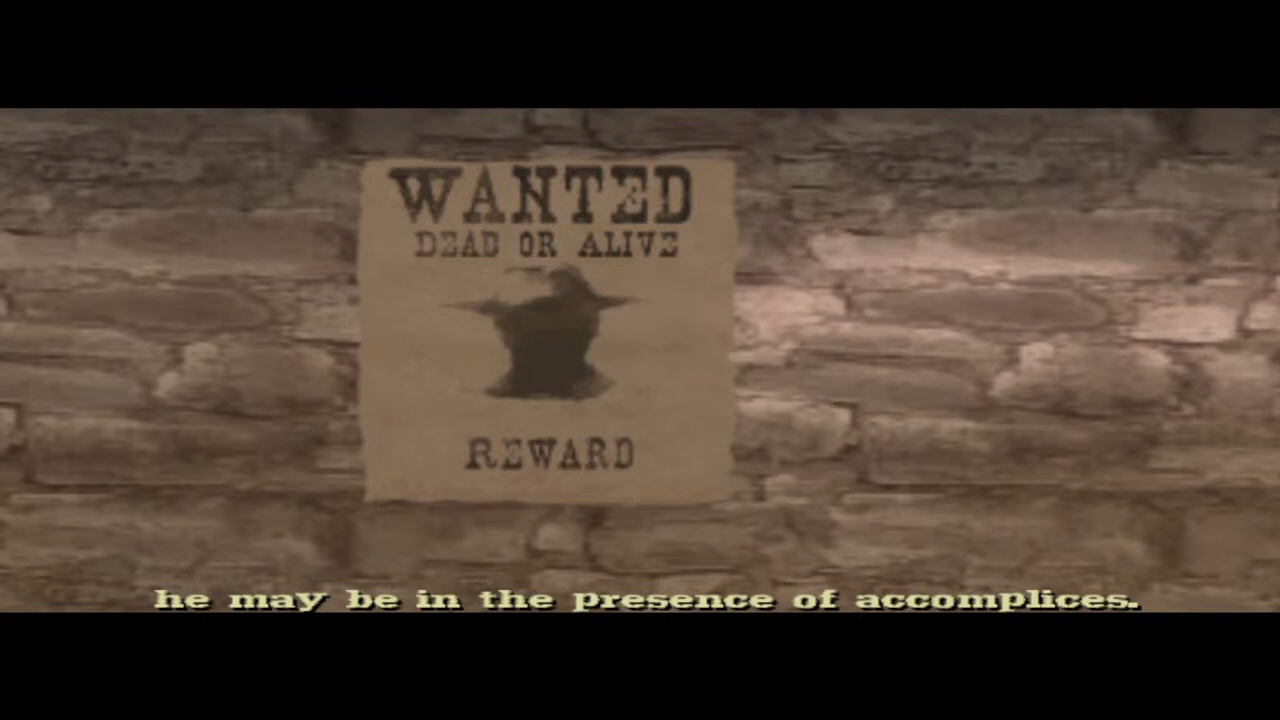 WANTED
DEAD OR ALIVE
REWARD
he may be in the presence of accomplices.